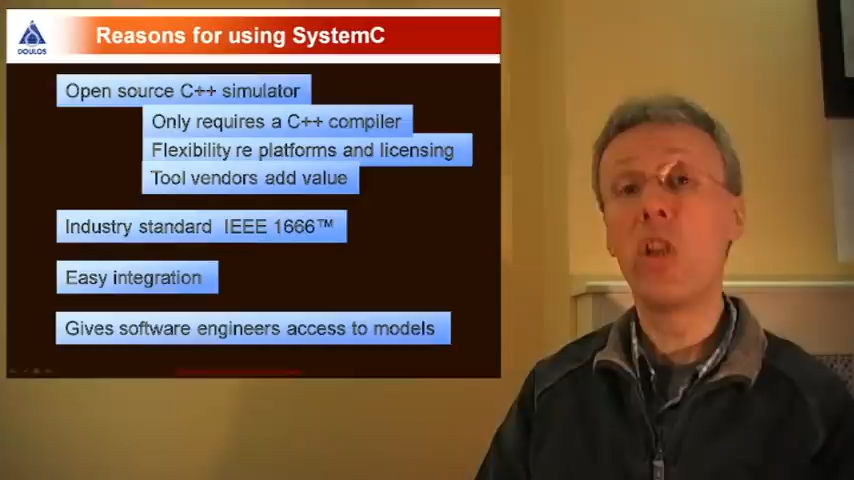 Reasons for using SystemC
DOULOS
Open source C++ simulator
Only requires a C++ compiler
Flexibility re platforms and licensing
Tool vendors add value
Industry standard IEEE 1666™
Easy integration
Gives software engineers access to models